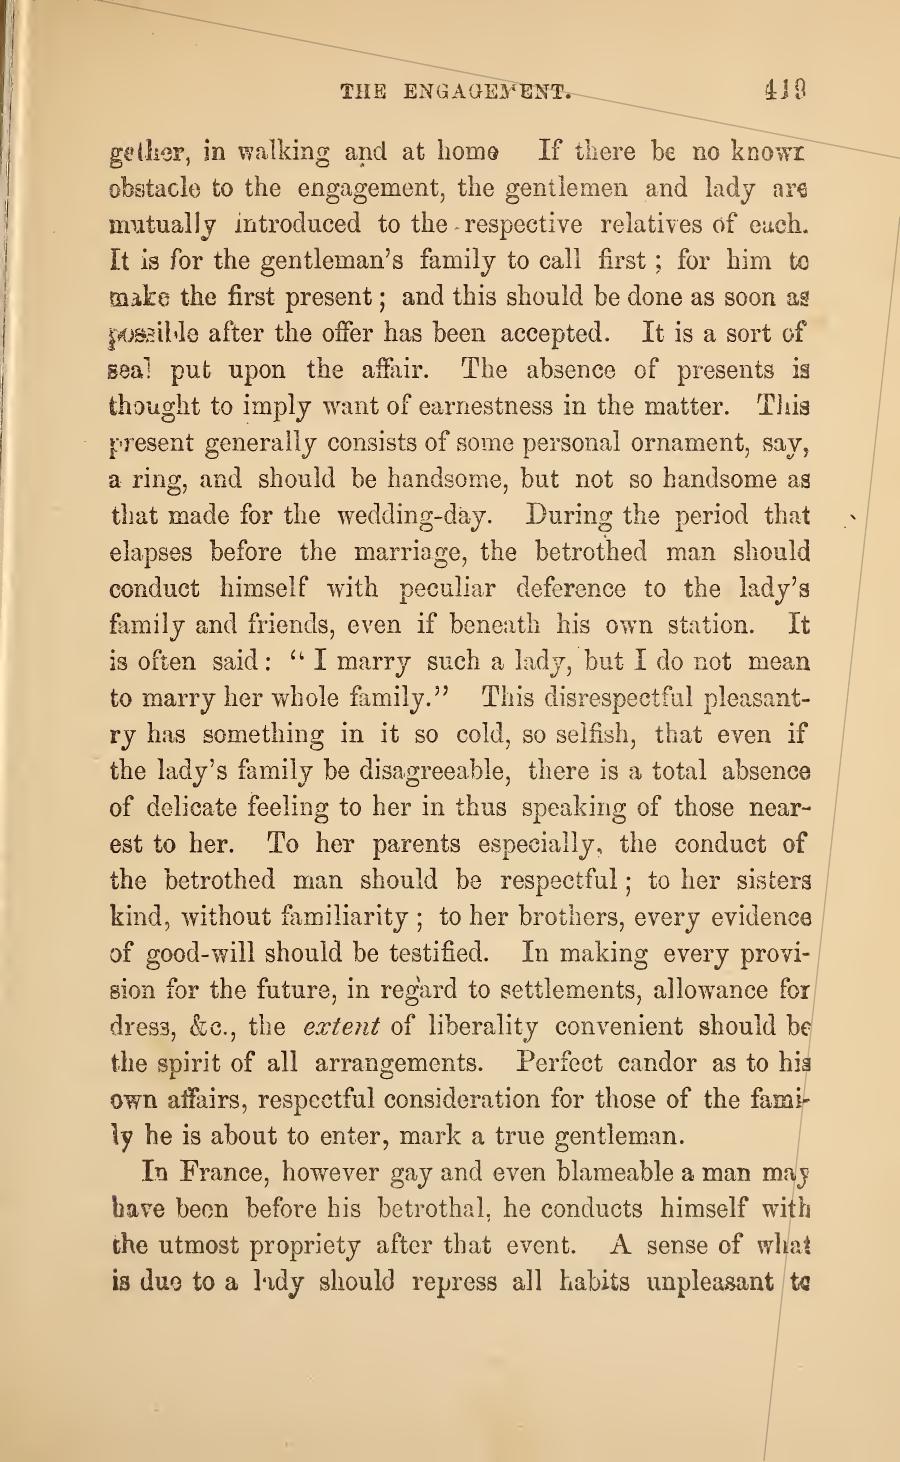 THE ENGAGEMENT. 419
gether, in walking and at home If there be no known
obstacle to the engagement, the gentlemen and lady are
mutually introduced to the respective relatives of each.
It is for the gentleman's family to call first; for him to
make the first present; and this should be done as soon as
possible after the offer has been accepted. It is a sort of
seal put upon the affair. The absence of presents is
thought to imply want of earnestness in the matter. This
present generally consists of some personal ornament, say,
a ring, and should be handsome, but not so handsome as
that made for the wedding-day. During the period that
elapses before the marriage, the betrothed man should
conduct himself with peculiar deference to the lady's
family and friends, even if beneath his own station. It
is often said: "I marry such a lady, but I do not mean
to marry her whole family." This disrespectful pleasant-
ry has something in it so cold, so selfish, that even if
the lady's family be disagreeable, there is a total absence
of delicate feeling to her in thus speaking of those near-
est to her. To her parents especially, the conduct of
the betrothed man should be respectful; to her sisters
kind, without familiarity; to her brothers, every evidence
of good-will should be testified. In making every provi-
sion for the future, in regard to settlements, allowance for
dress, &c., the extent of liberality convenient should be
the spirit of all arrangements. Perfect candor as to his
own affairs, respectful consideration for those of the fami-
ly he is about to enter, mark a true gentleman.
In France, however gay and even blameable a man may
have been before his betrothal, he conducts himself with
the utmost propriety after that event. A sense of what
is due to a lady should repress all habits unpleasant to